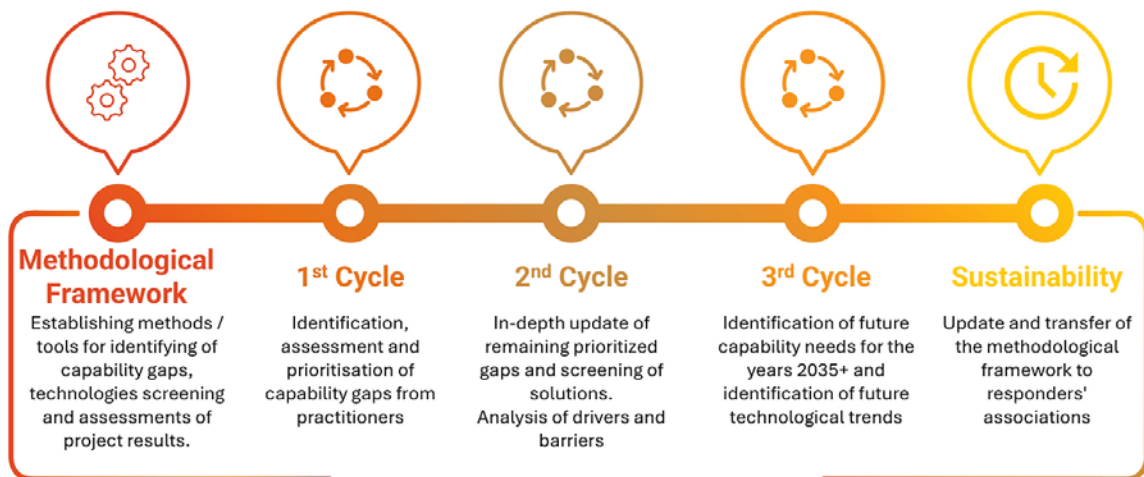 Methodological
Framework
Establishing methods /
tools for identifying of
capability gaps,
technologies screening
and assessments of
project results.
1st Cycle
Identification,
assessment and
prioritisation of
capability gaps from
practitioners
2nd Cycle
In-depth update of
remaining prioritized
gaps and screening of
solutions.
Analysis of drivers and
barriers
3rd Cycle
Identification of future
capability needs for the
years 2035+ and
identification of future
technological trends
Sustainability
Update and transfer of
the methodological
framework to
responders'
associations